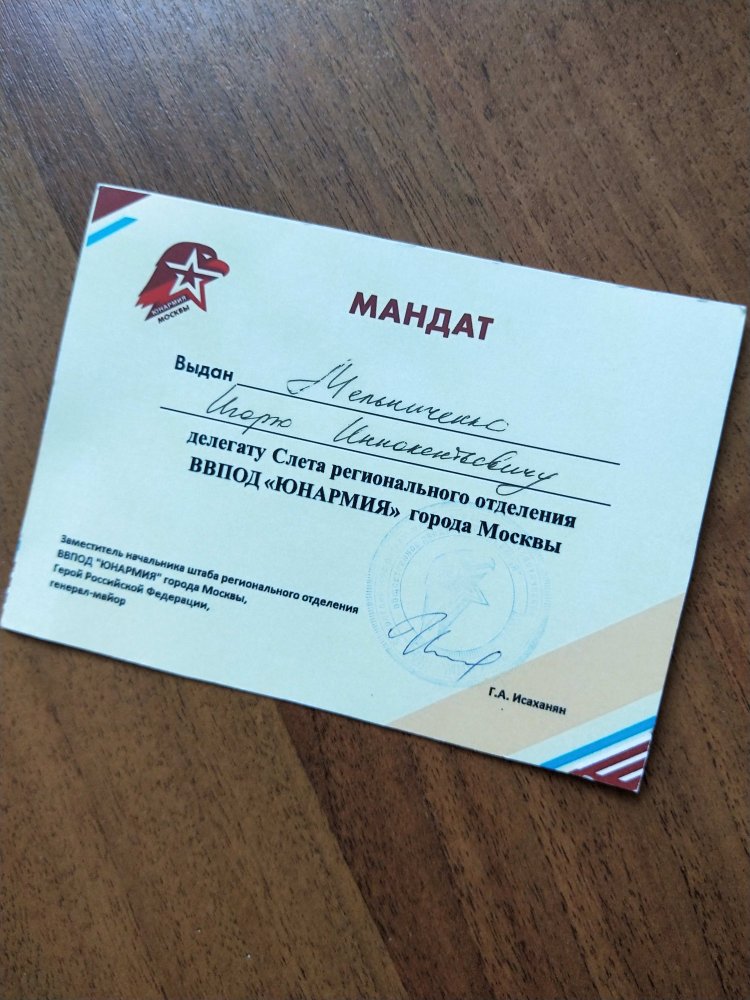 ЮНАРМИЯ
МОСКВЫ
МАНДАТ
Выдан Мельниченко
Игорю Иннокентьевичу
делегату Слета регионального отделения
ВВПОД «ЮНАРМИЯ» города Москвы
Заместитель начальника штаба регионального отделения
ВВПОД "ЮНАРМИЯ" города Москвы,
Герой Российской Федерации,
генерал-майор
Г.А. Исаханян